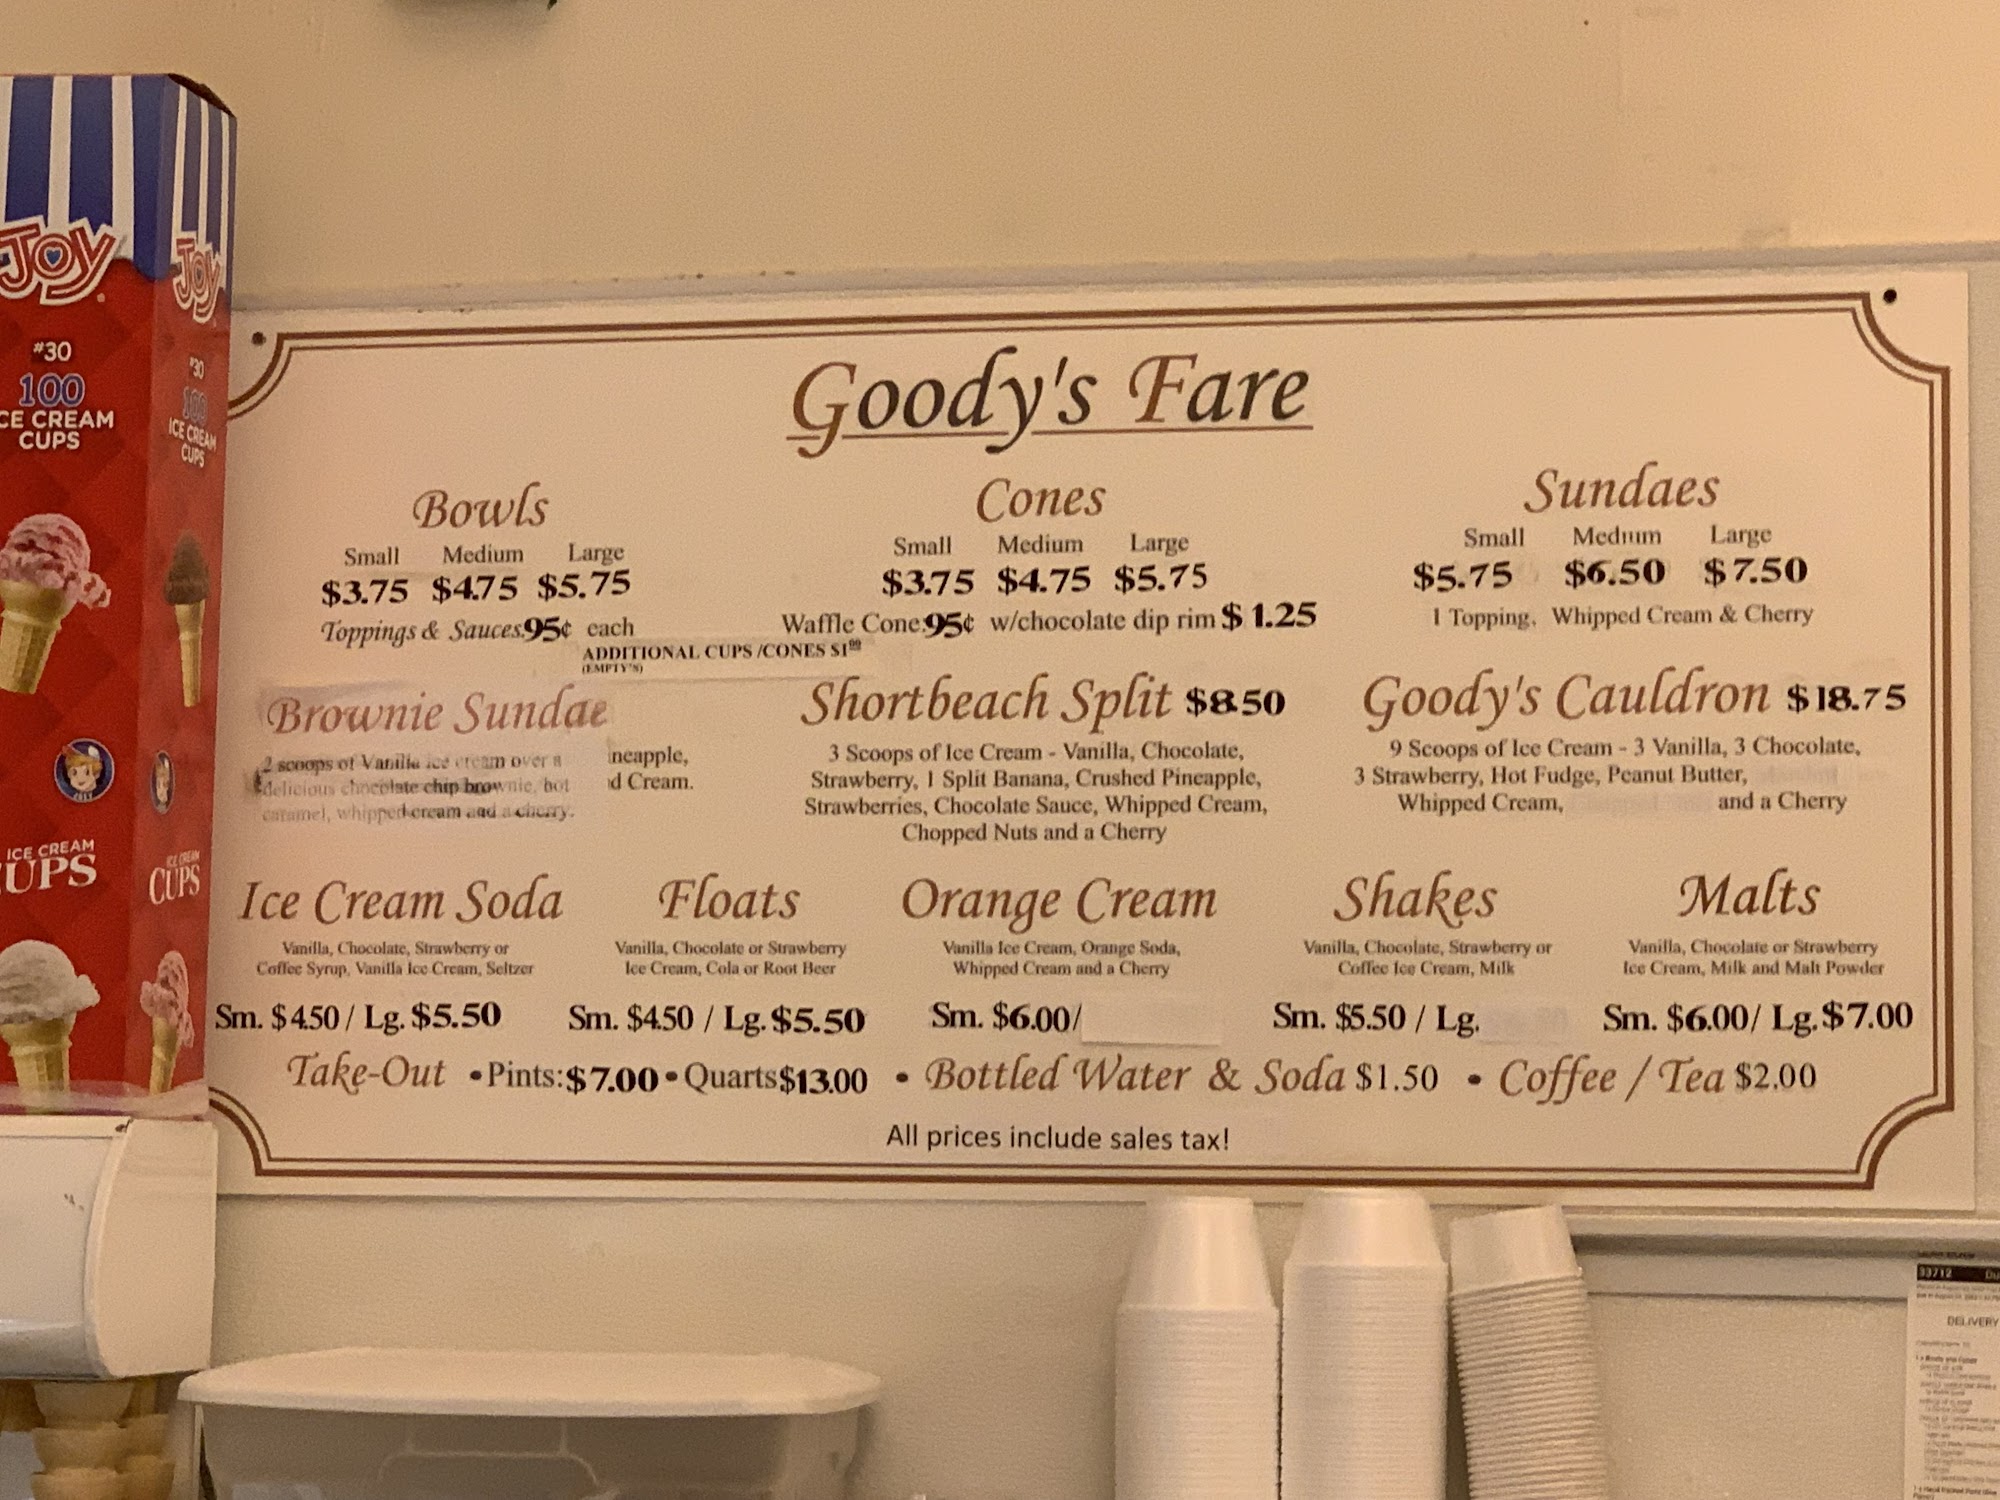 Joy
#30
100
ICE CREAM
CUPS
ICE CREAM
CUPS
Joy
#30
100
ICE CREAM
CUPS
ICE CREAM
CUPS
Goody's Fare
Bowls
Small Medium Large
$3.75 $4.75 $5.75
Toppings & Sauces 95¢ each
ADDITIONAL CUPS /CONES $1.00
(EMPTY'S)
Cones
Small Medium Large
$3.75 $4.75 $5.75
Waffle Cone 95¢ w/chocolate dip rim $1.25
Sundaes
Small Medium Large
$5.75 $6.50 $7.50
1 Topping, Whipped Cream & Cherry
Brownie Sundae
2 scoops of Vanilla ice cream over a
delicious chocolate chip brownie, hot
caramel, whipped cream and a cherry.
neapple,
d Cream.
Shortbeach Split $8.50
3 Scoops of Ice Cream - Vanilla, Chocolate,
Strawberry, 1 Split Banana, Crushed Pineapple,
Strawberries, Chocolate Sauce, Whipped Cream,
Chopped Nuts and a Cherry
Goody's Cauldron $18.75
9 Scoops of Ice Cream - 3 Vanilla, 3 Chocolate,
3 Strawberry, Hot Fudge, Peanut Butter,
Whipped Cream, and a Cherry
Ice Cream Soda
Vanilla, Chocolate, Strawberry or
Coffee Syrup, Vanilla Ice Cream, Seltzer
Sm. $4.50 / Lg. $5.50
Floats
Vanilla, Chocolate or Strawberry
Ice Cream, Cola or Root Beer
Sm. $4.50 / Lg. $5.50
Orange Cream
Vanilla Ice Cream, Orange Soda,
Whipped Cream and a Cherry
Sm. $6.00/
Shakes
Vanilla, Chocolate, Strawberry or
Coffee Ice Cream, Milk
Sm. $5.50 / Lg.
Malts
Vanilla, Chocolate or Strawberry
Ice Cream, Milk and Malt Powder
Sm. $6.00/ Lg. $7.00
Take-Out •Pints: $7.00 •Quarts $13.00 • Bottled Water & Soda $1.50 • Coffee / Tea $2.00
All prices include sales tax!
33712
DELIVERY